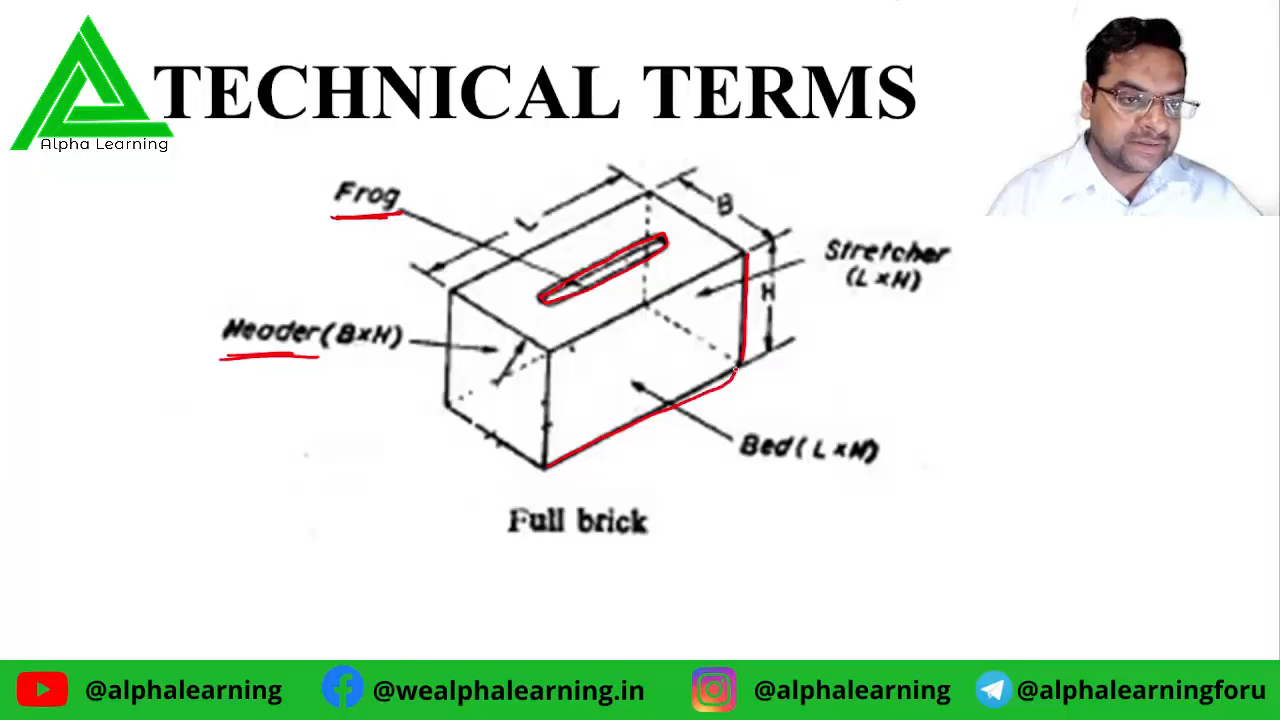 TECHNICAL TERMS
Alpha Learning
Frog
L
B
Stretcher
(L×H)
H
Header (B×H)
Bed (L×H)
Full brick
@alphalearning
@wealphalearning.in
@alphalearning
@alphalearningforu